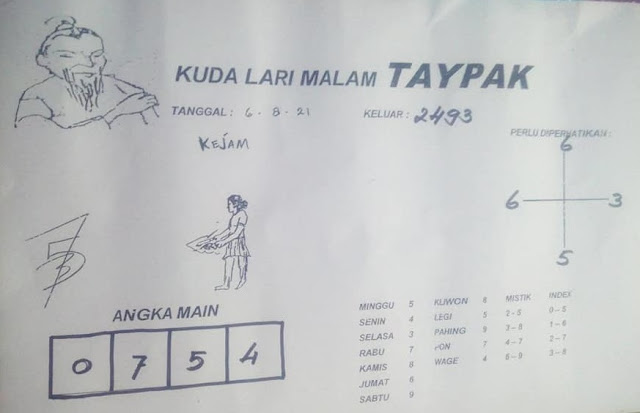 KUDA LARI MALAM TAYPAK
TANGGAL : 6 - 8 - 21 KELUAR : 2493
KEJAM
PERLU DIPERHATIKAN :
6
6 3
5
ANGKA MAIN
0 7 5 4
MINGGU 5 KLIWON 8 MISTIK INDEX
SENIN 4 LEGI 5 2 - 5 0 - 5
SELASA 3 PAHING 9 3 - 8 1 - 6
RABU 7 PON 7 4 - 7 2 - 7
KAMIS 8 WAGE 4 6 - 9 3 - 8
JUMAT 6
SABTU 9